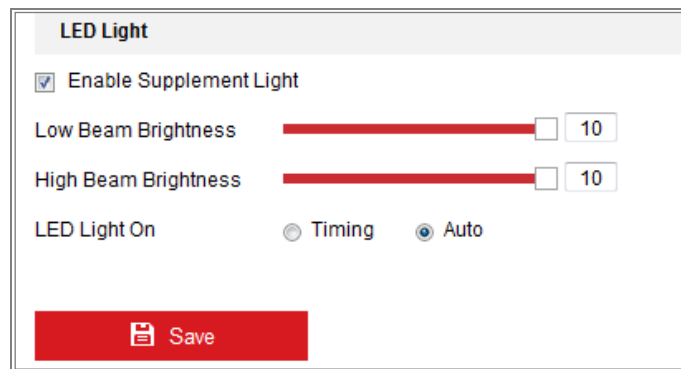 LED Light
Enable Supplement Light
Low Beam Brightness 10
High Beam Brightness 10
LED Light On Timing Auto
Save